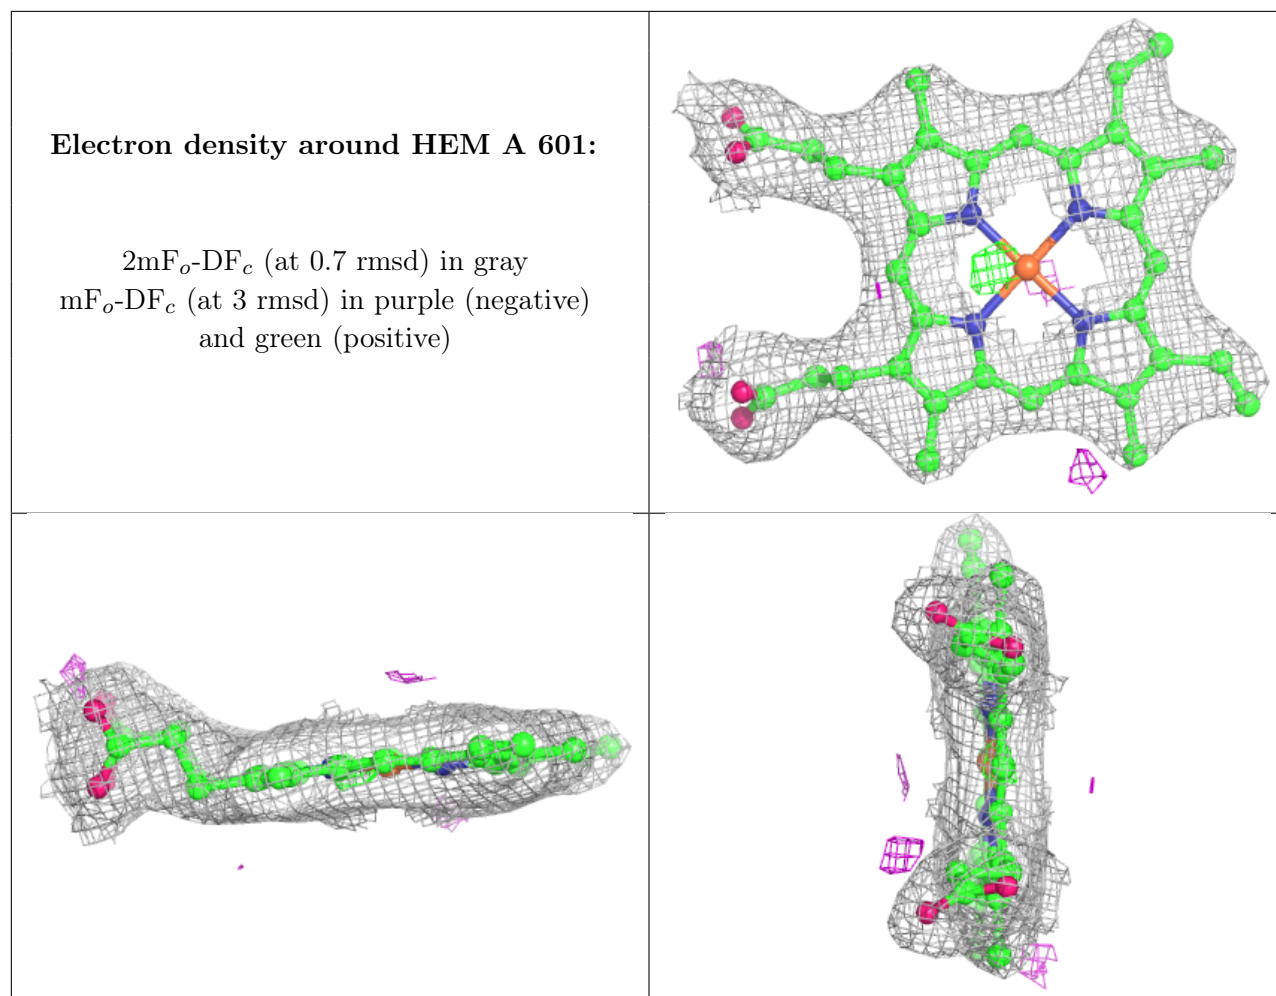 Electron density around HEM A 601:
2mFo-DFc (at 0.7 rmsd) in gray
mFo-DFc (at 3 rmsd) in purple (negative)
and green (positive)